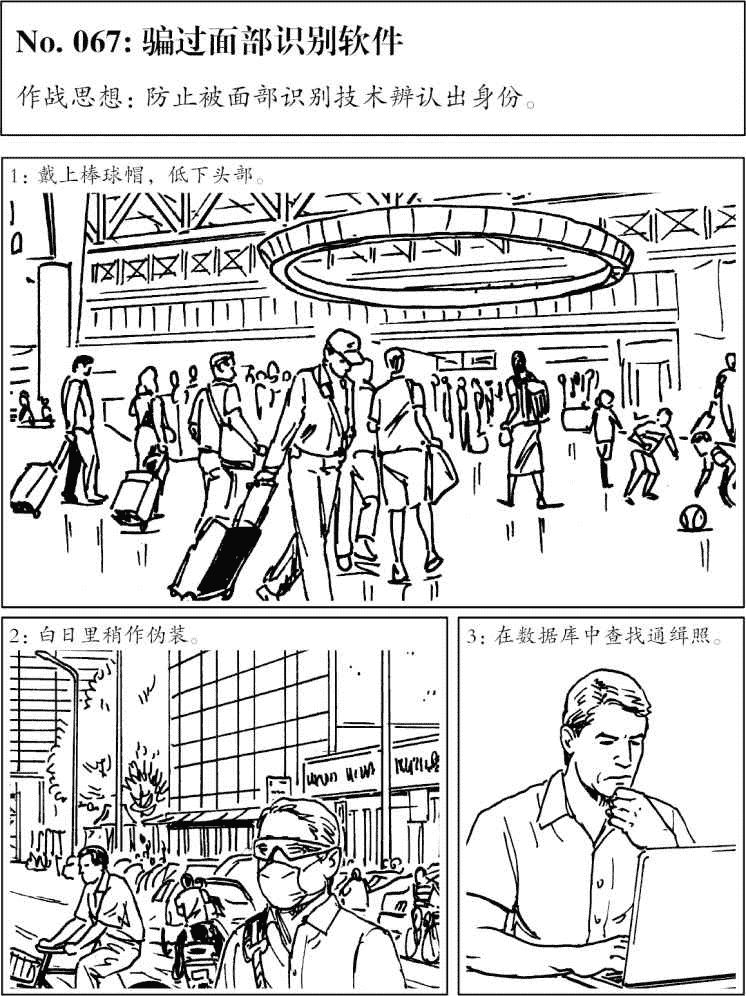 No. 067: 骗过面部识别软件
作战思想：防止被面部识别技术辨认出身份。
1: 戴上棒球帽，低下头部。
2: 白日里稍作伪装。
3: 在数据库中查找通缉照。